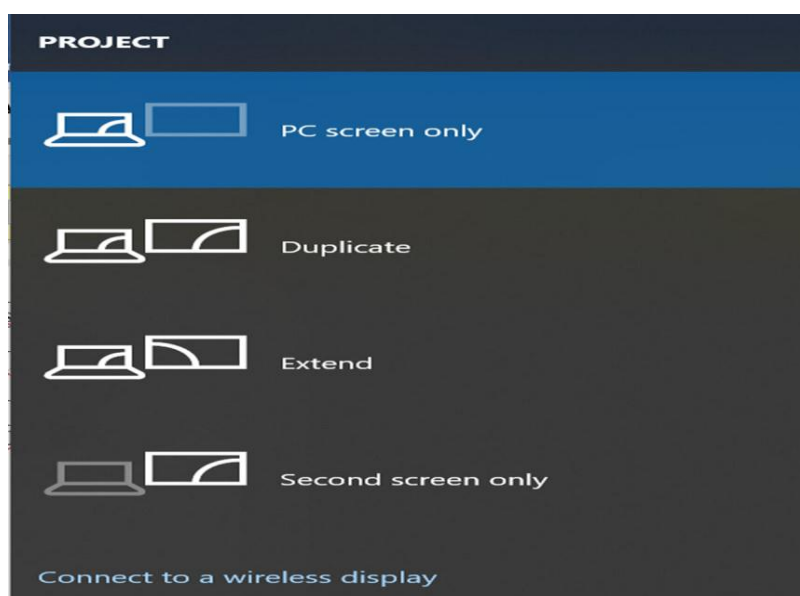 PROJECT
PC screen only
Duplicate
Extend
Second screen only
Connect to a wireless display